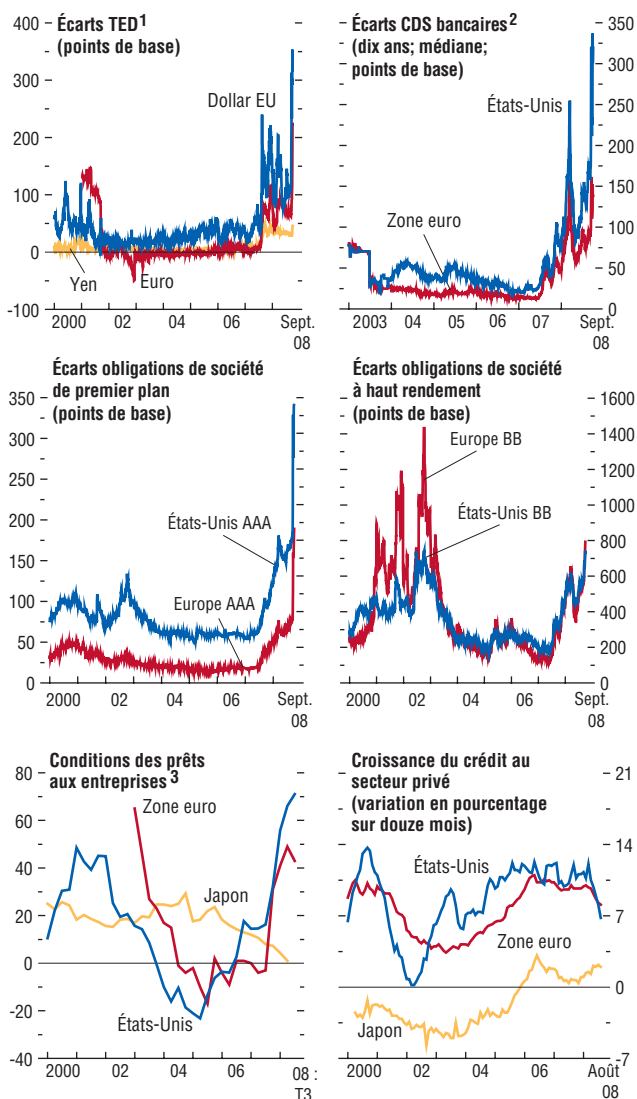 Écarts TED1
(points de base)
400
300
200
100
0
-100
Dollar EU
Yen
Euro
2000 02 04 06 Sept.
08
Écarts CDS bancaires2
(dix ans; médiane;
points de base)
350
300
250
200
150
100
50
0
États-Unis
Zone euro
2003 04 05 06 07 Sept.
08
Écarts obligations de société
de premier plan
(points de base)
350
300
250
200
150
100
50
0
États-Unis AAA
Europe AAA
2000 02 04 06 Sept.
08
Écarts obligations de société
à haut rendement
(points de base)
1600
1400
1200
1000
800
600
400
200
0
Europe BB
États-Unis BB
2000 02 04 06 Sept.
08
Conditions des prêts
aux entreprises3
80
60
40
20
0
-20
-40
Zone euro
Japon
États-Unis
2000 02 04 06 08 :
T3
Croissance du crédit au
secteur privé
(variation en pourcentage
sur douze mois)
21
14
7
0
-7
États-Unis
Zone euro
Japon
2000 02 04 06 Août
08